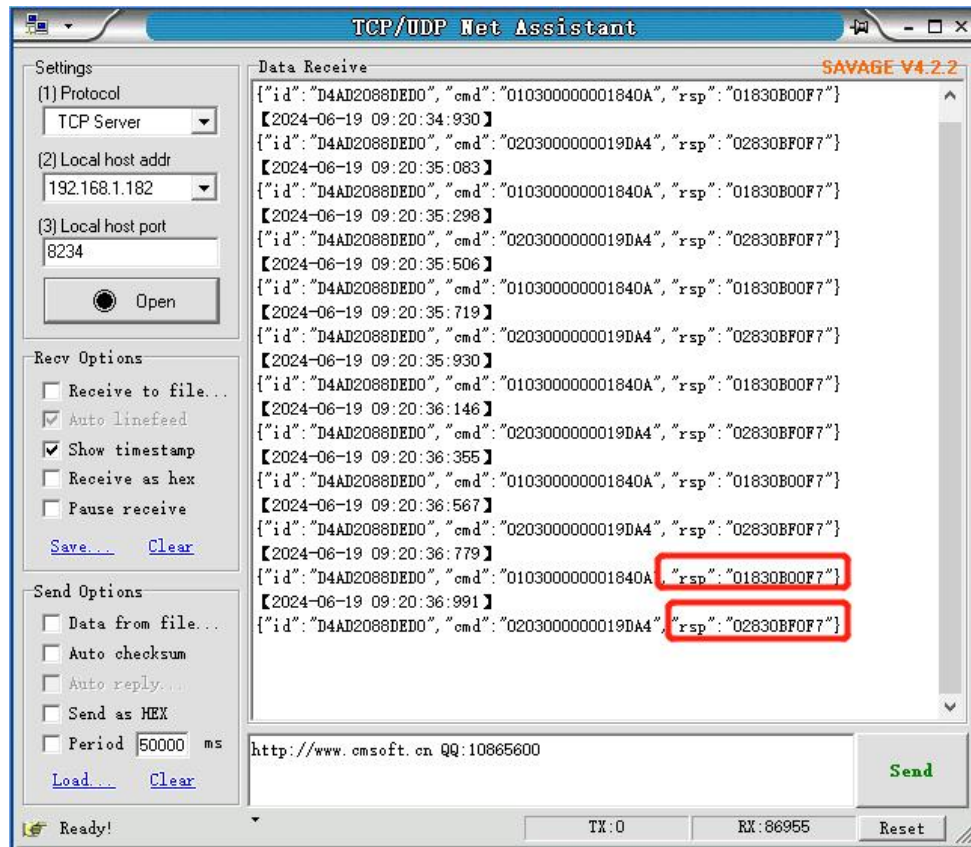 TCP/UDP Net Assistant
Settings
(1) Protocol
TCP Server
(2) Local host addr
192.168.1.182
(3) Local host port
8234
Open
Recv Options
Receive to file...
Auto linefeed
Show timestamp
Receive as hex
Pause receive
Save... Clear
Send Options
Data from file...
Auto checksum
Auto reply...
Send as HEX
Period 50000 ms
Load... Clear
Data Receive
SAVAGE V4.2.2
{"id":"D4AD2088DED0", "cmd":"010300000001840A", "rsp":"01830B00F7"}
【2024-06-19 09:20:34:930】
{"id":"D4AD2088DED0", "cmd":"0203000000019DA4", "rsp":"02830BF0F7"}
【2024-06-19 09:20:35:083】
{"id":"D4AD2088DED0", "cmd":"010300000001840A", "rsp":"01830B00F7"}
【2024-06-19 09:20:35:298】
{"id":"D4AD2088DED0", "cmd":"0203000000019DA4", "rsp":"02830BF0F7"}
【2024-06-19 09:20:35:506】
{"id":"D4AD2088DED0", "cmd":"010300000001840A", "rsp":"01830B00F7"}
【2024-06-19 09:20:35:719】
{"id":"D4AD2088DED0", "cmd":"0203000000019DA4", "rsp":"02830BF0F7"}
【2024-06-19 09:20:35:930】
{"id":"D4AD2088DED0", "cmd":"010300000001840A", "rsp":"01830B00F7"}
【2024-06-19 09:20:36:146】
{"id":"D4AD2088DED0", "cmd":"0203000000019DA4", "rsp":"02830BF0F7"}
【2024-06-19 09:20:36:355】
{"id":"D4AD2088DED0", "cmd":"010300000001840A", "rsp":"01830B00F7"}
【2024-06-19 09:20:36:567】
{"id":"D4AD2088DED0", "cmd":"0203000000019DA4", "rsp":"02830BF0F7"}
【2024-06-19 09:20:36:779】
{"id":"D4AD2088DED0", "cmd":"010300000001840A", "rsp":"01830B00F7"}
【2024-06-19 09:20:36:991】
{"id":"D4AD2088DED0", "cmd":"0203000000019DA4", "rsp":"02830BF0F7"}
http://www.cmsoft.cn QQ:10865600
Send
Ready!
TX:0
RX:86955
Reset